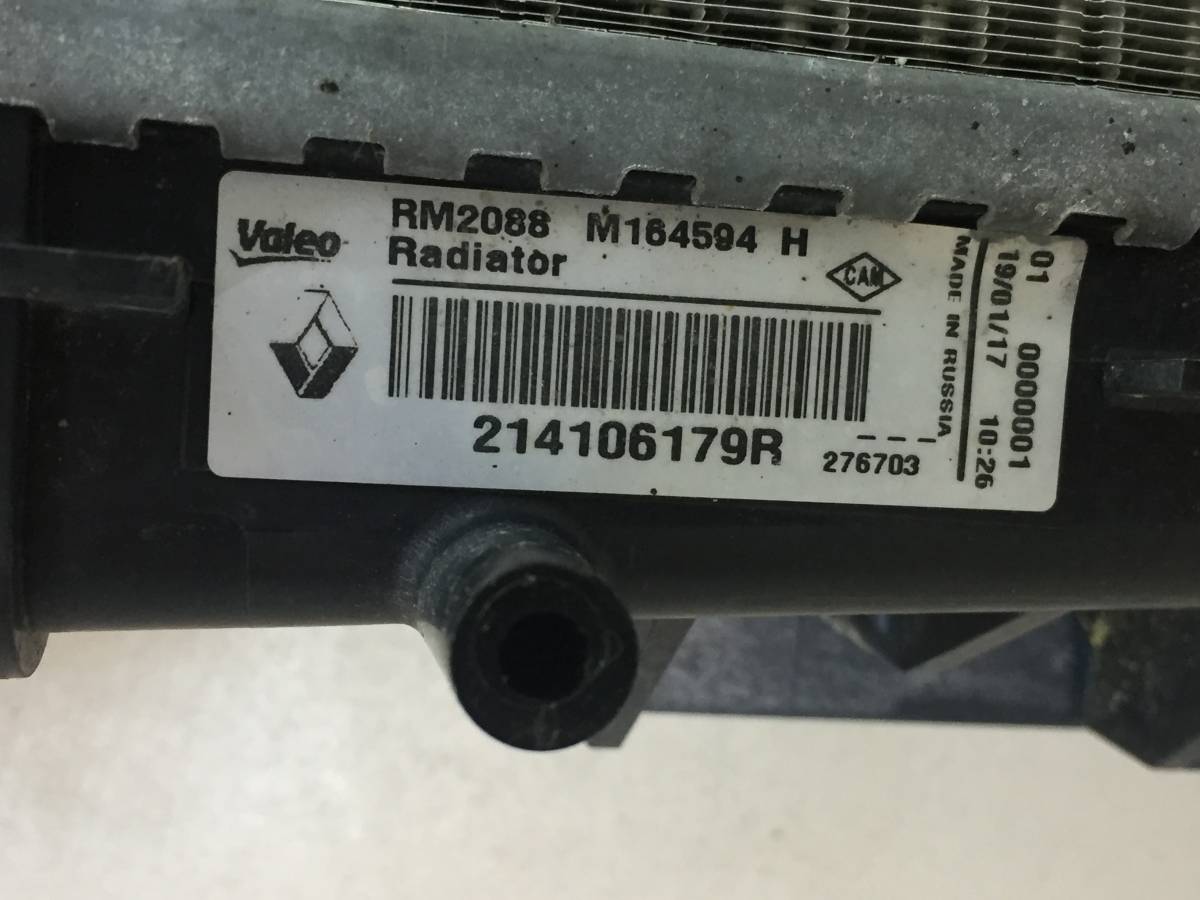 Valeo
RM2088 M164594 H
Radiator
CAM
214106179R
276703
MADE IN RUSSIA
19/01/17 10:26
01 0000001